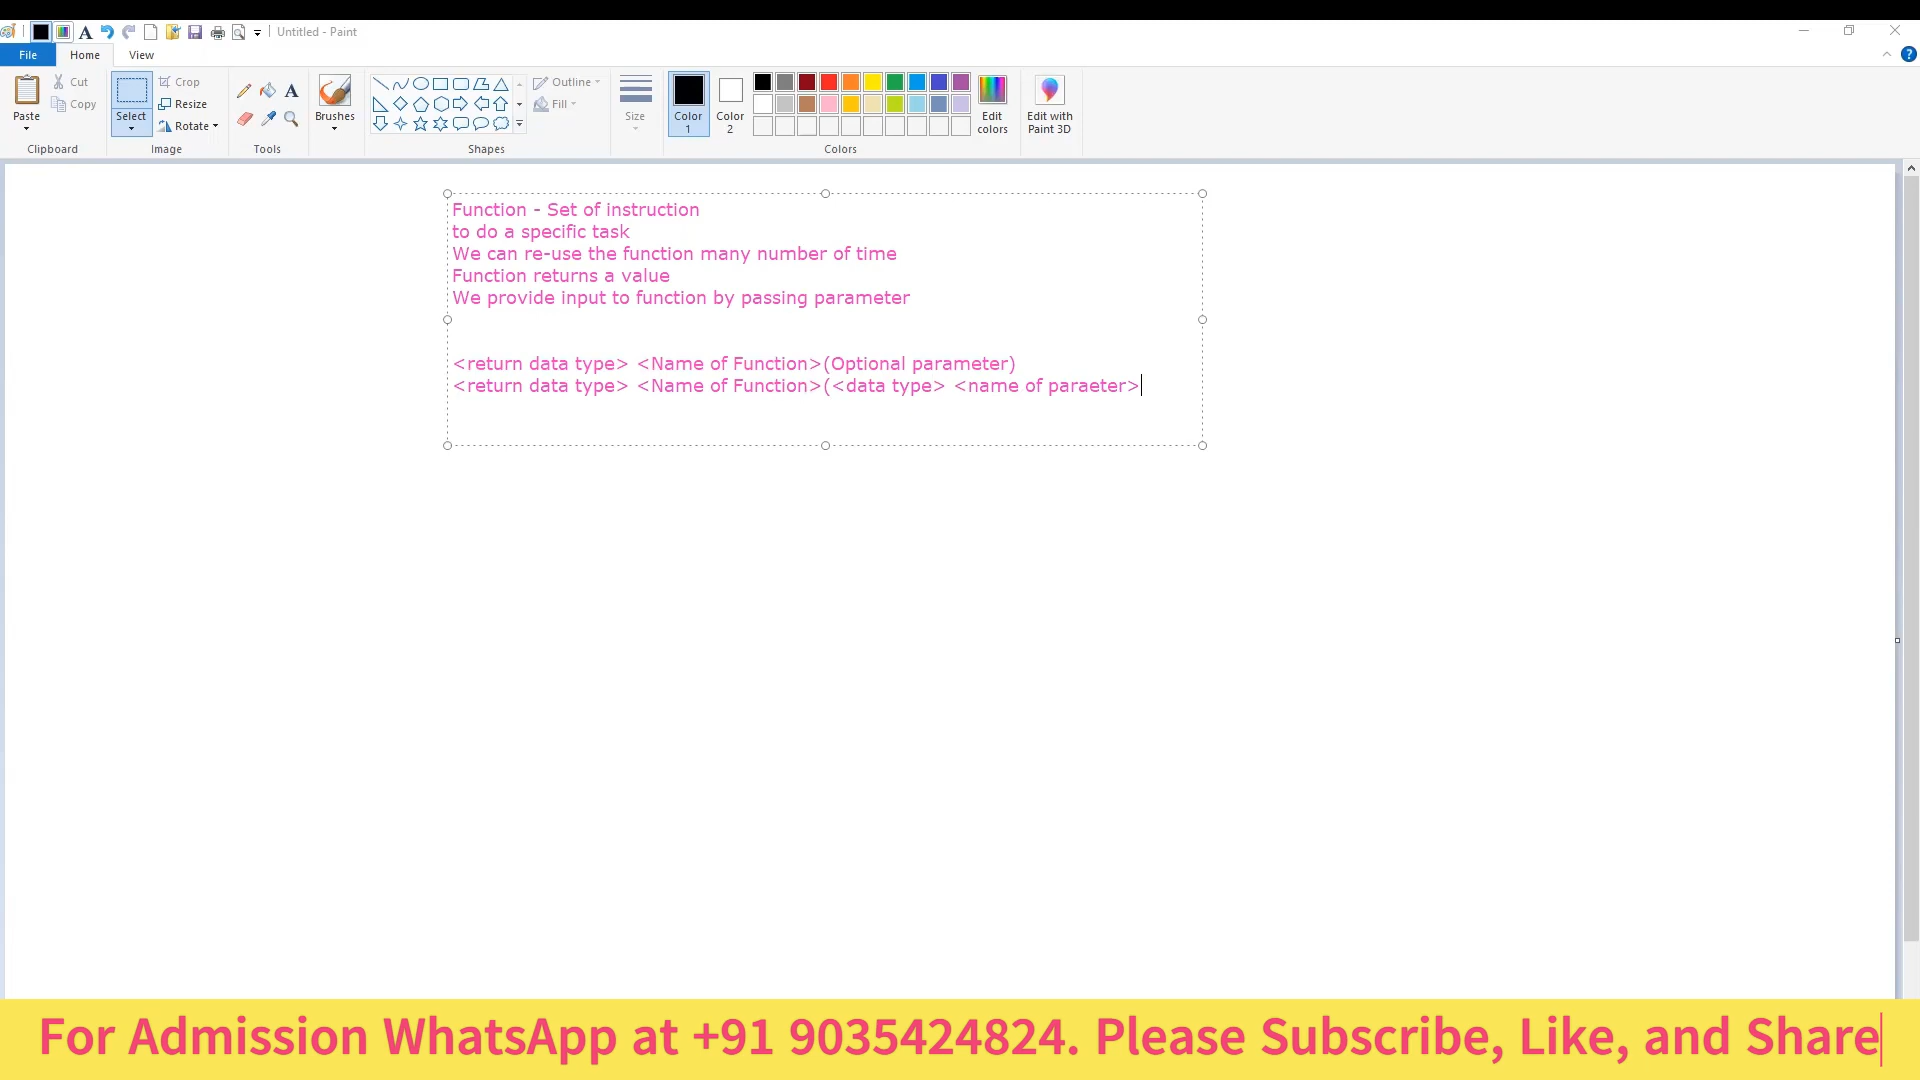 Untitled - Paint
File
Home
View
Paste
Cut
Copy
Clipboard
Select
Crop
Resize
Rotate
Image
A
Tools
Brushes
Outline
Fill
Shapes
Size
Color
1
Color
2
Edit
colors
Edit with
Paint 3D
Colors
Function - Set of instruction
to do a specific task
We can re-use the function many number of time
Function returns a value
We provide input to function by passing parameter
<return data type> <Name of Function>(Optional parameter)
<return data type> <Name of Function>(<data type> <name of paraeter>
For Admission WhatsApp at +91 9035424824. Please Subscribe, Like, and Share